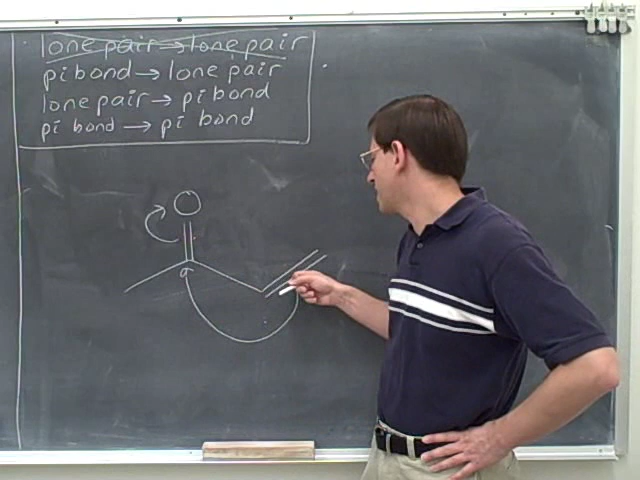 lone pair → lone pair
pi bond → lone pair
lone pair → pi bond
pi bond → pi bond
O
a